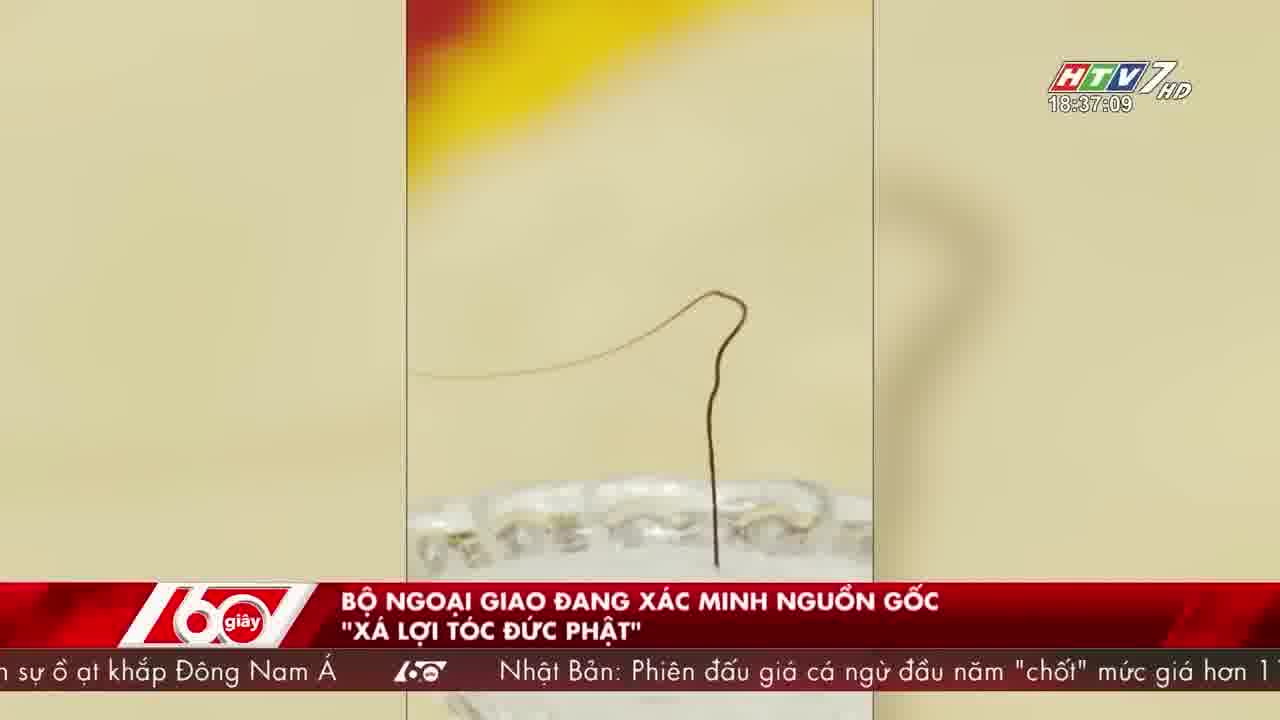 HTV7 HD
18:37:09
60 giây
BỘ NGOẠI GIAO ĐANG XÁC MINH NGUỒN GỐC
"XÁ LỢI TÓC ĐỨC PHẬT"
sự ồ ạt khắp Đông Nam Á 60 Nhật Bản: Phiên đấu giá cá ngừ đầu năm "chốt" mức giá hơn